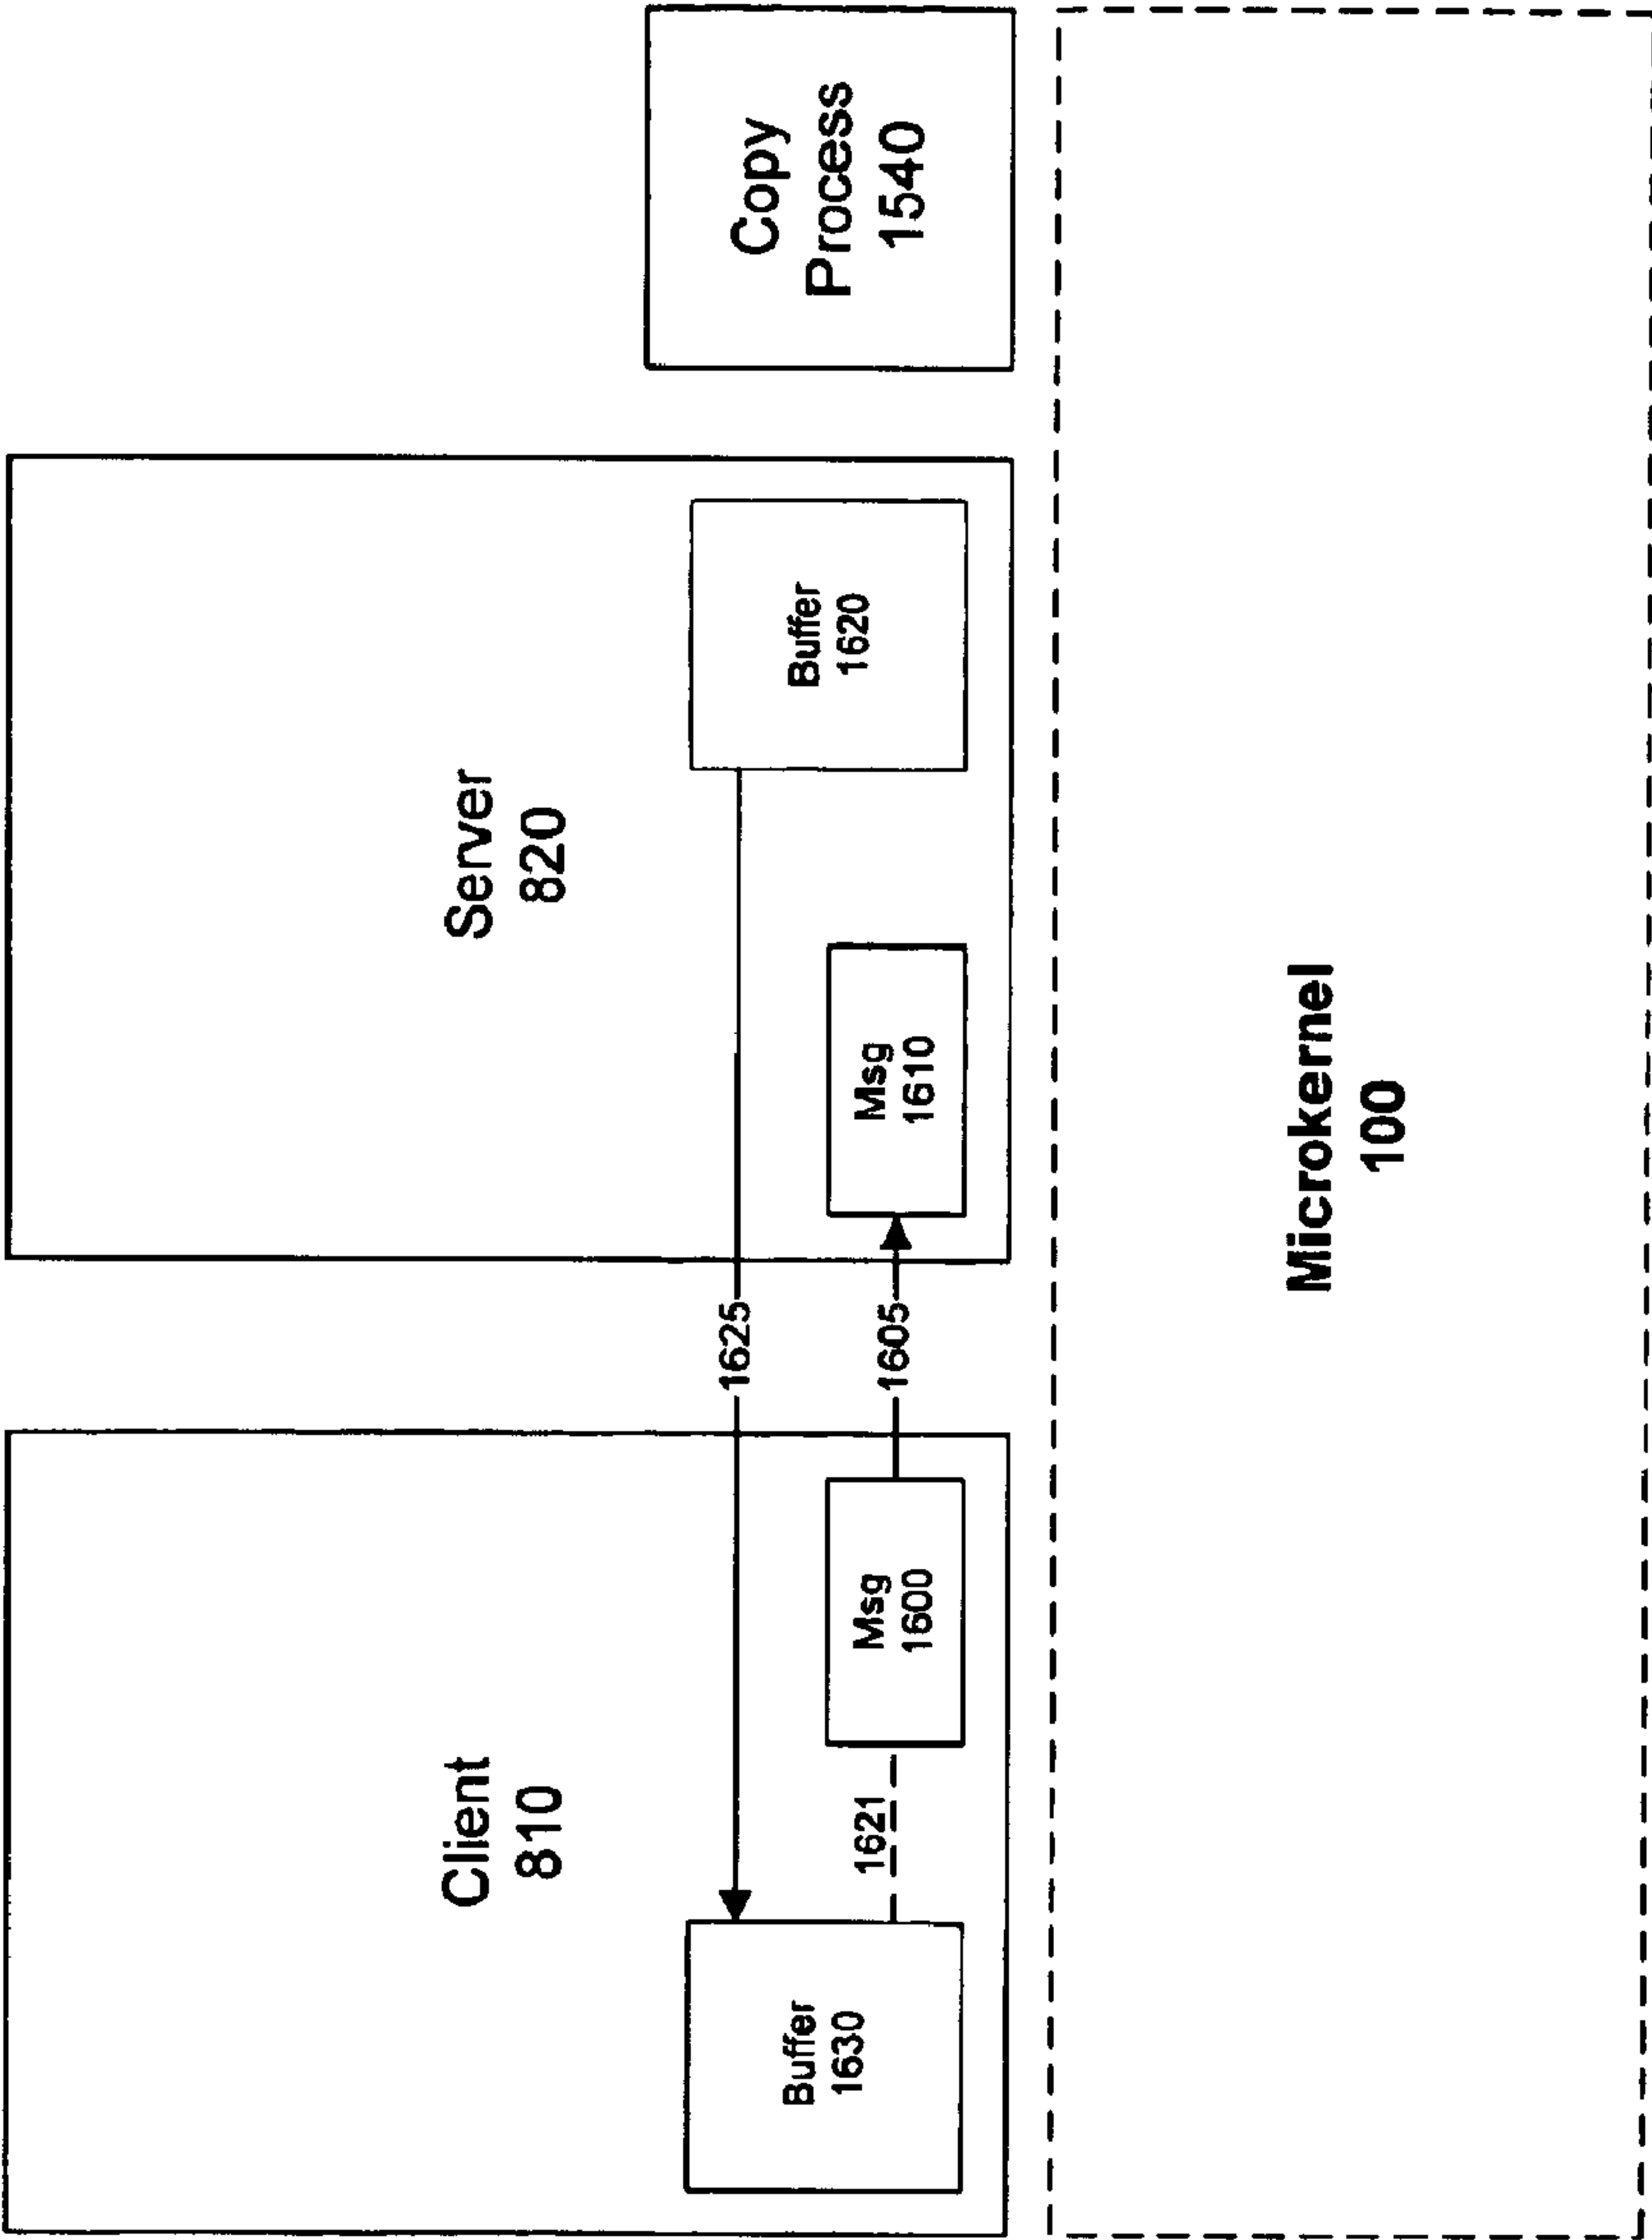 Client
810
Server
820
Copy
Process
1540
Buffer
1630
1621
Msg
1600
1625
1605
Msg
1610
Buffer
1620
Microkernel
100